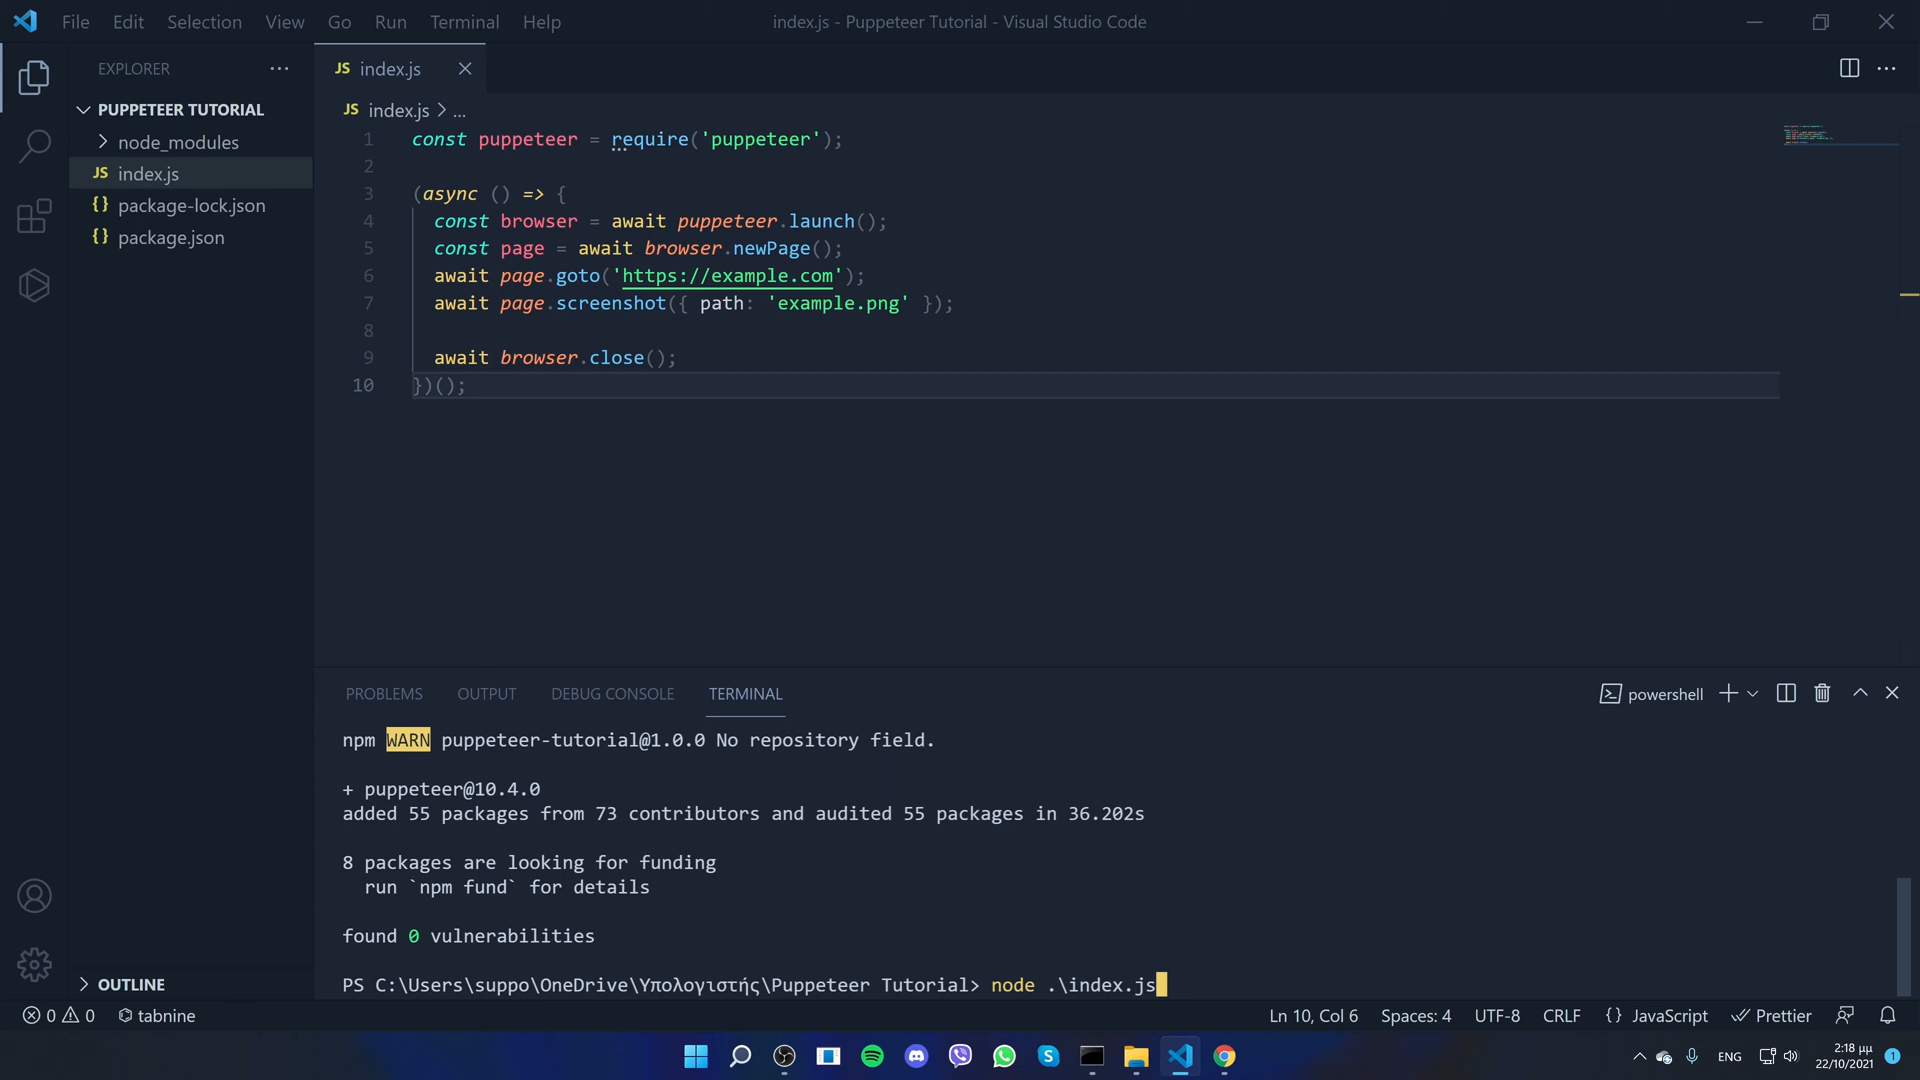 File Edit Selection View Go Run Terminal Help
index.js - Puppeteer Tutorial - Visual Studio Code
EXPLORER
JS index.js
PUPPETEER TUTORIAL
node_modules
JS index.js
{} package-lock.json
{} package.json
JS index.js > ...
1 const puppeteer = require('puppeteer');
2
3 (async () => {
4 const browser = await puppeteer.launch();
5 const page = await browser.newPage();
6 await page.goto('https://example.com');
7 await page.screenshot({ path: 'example.png' });
8
9 await browser.close();
10 })();
PROBLEMS OUTPUT DEBUG CONSOLE TERMINAL
powershell
npm WARN puppeteer-tutorial@1.0.0 No repository field.
+ puppeteer@10.4.0
added 55 packages from 73 contributors and audited 55 packages in 36.202s
8 packages are looking for funding
run `npm fund` for details
found 0 vulnerabilities
PS C:\Users\suppo\OneDrive\Υπολογιστής\Puppeteer Tutorial> node .\index.js
OUTLINE
0 0 tabnine
Ln 10, Col 6 Spaces: 4 UTF-8 CRLF {} JavaScript Prettier
ENG
2:18 μμ
22/10/2021
1